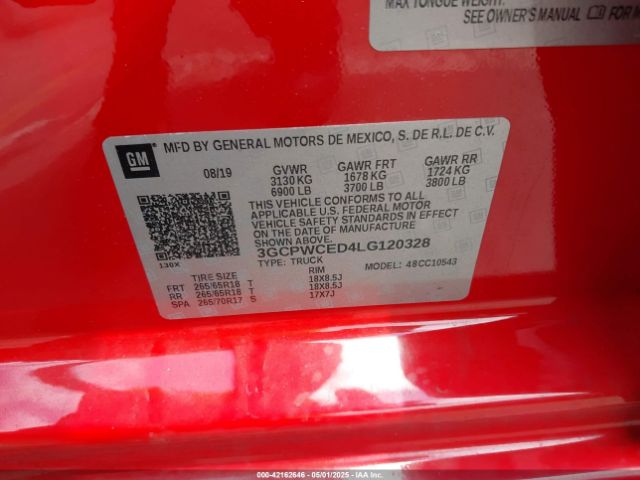 MAX TONGUE WEIGHT:
SEE OWNER'S MANUAL FOR M
GM
MFD BY GENERAL MOTORS DE MEXICO, S. DE R.L. DE C.V.
08/19 GVWR GAWR FRT GAWR RR
3130 KG 1678 KG 1724 KG
6900 LB 3700 LB 3800 LB
THIS VEHICLE CONFORMS TO ALL
APPLICABLE U.S. FEDERAL MOTOR
VEHICLE SAFETY STANDARDS IN EFFECT
ON THE DATE OF MANUFACTURE
SHOWN ABOVE.
3GCPWCED4LG120328
TYPE: TRUCK MODEL: 48CC10543
130X
TIRE SIZE RIM
FRT 265/65R18 T 18X8.5J
RR 265/65R18 T 18X8.5J
SPA 265/70R17 S 17X7J
000-42162646 - 05/01/2025 - IAAI.COM